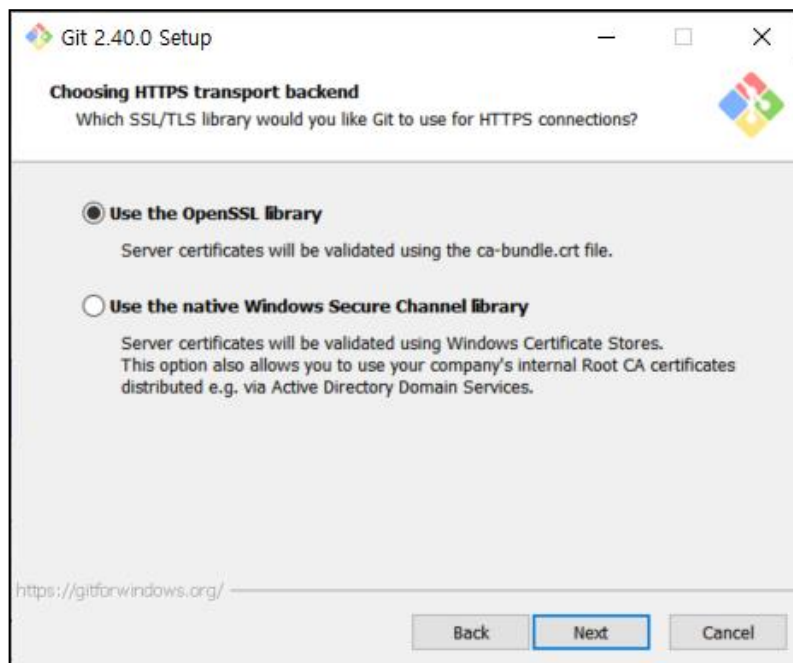 Git 2.40.0 Setup
Choosing HTTPS transport backend
Which SSL/TLS library would you like Git to use for HTTPS connections?
Use the OpenSSL library
Server certificates will be validated using the ca-bundle.crt file.
Use the native Windows Secure Channel library
Server certificates will be validated using Windows Certificate Stores.
This option also allows you to use your company's internal Root CA certificates
distributed e.g. via Active Directory Domain Services.
https://gitforwindows.org/
Back Next Cancel